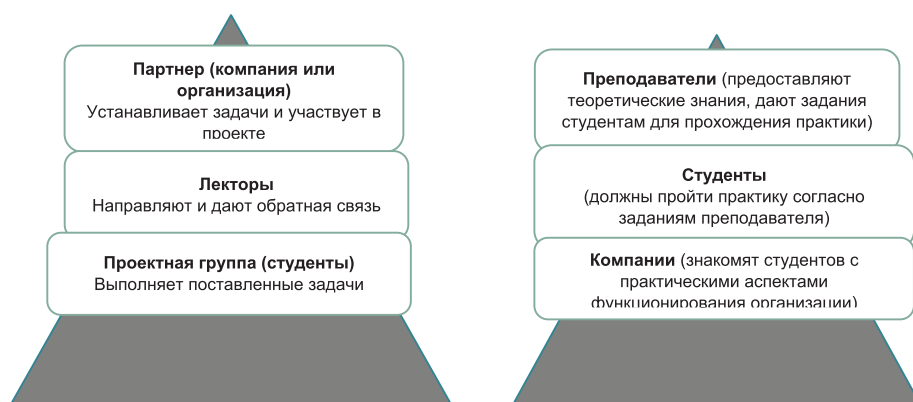 Партнер (компания или
организация)
Устанавливает задачи и участвует в
проекте
Лекторы
Направляют и дают обратная связь
Проектная группа (студенты)
Выполняет поставленные задачи
Преподаватели (предоставляют
теоретические знания, дают задания
студентам для прохождения практики)
Студенты
(должны пройти практику согласно
заданиям преподавателя)
Компании (знакомят студентов с
практическими аспектами
функционирования организации)